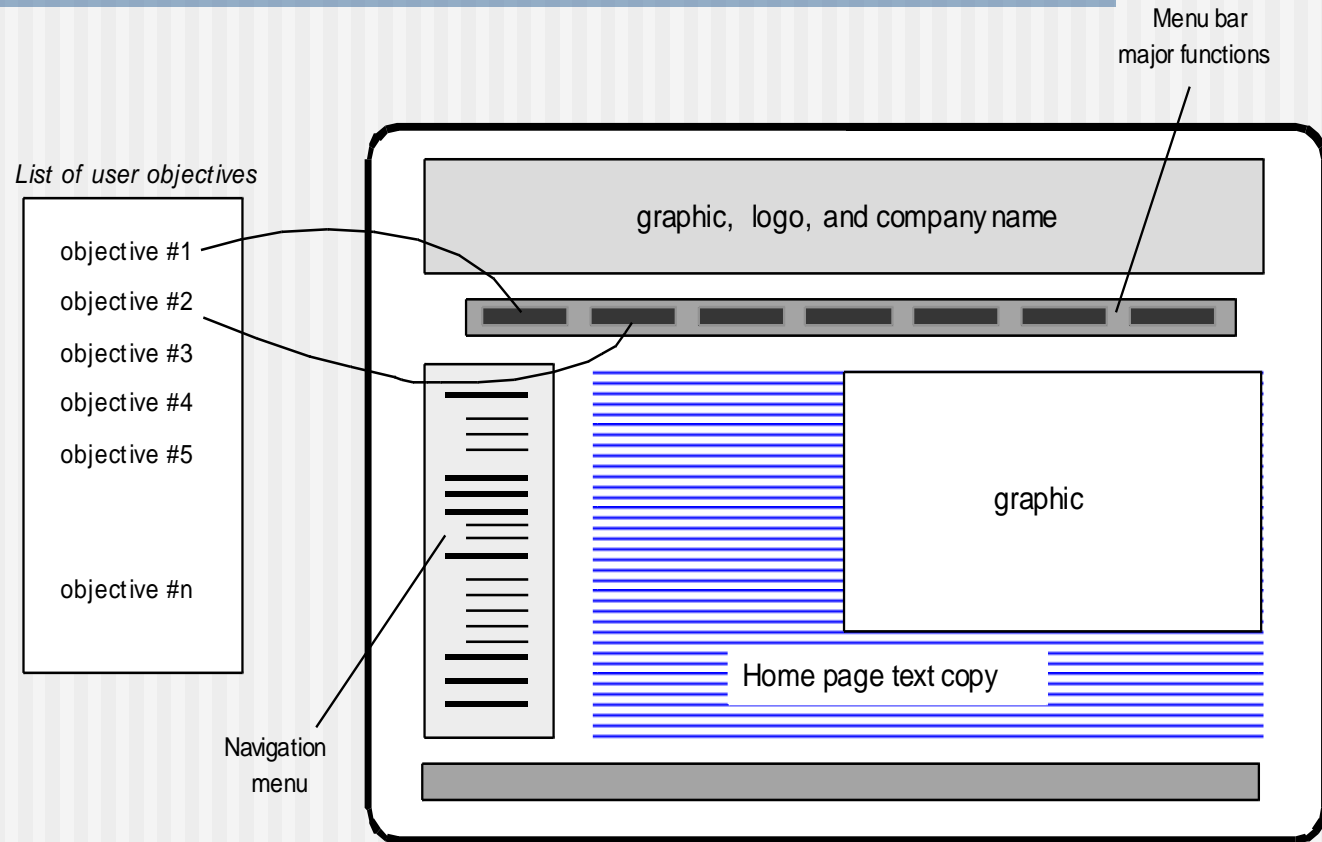 Menu bar
major functions
List of user objectives
graphic, logo, and company name
objective #1
objective #2
objective #3
objective #4
objective #5
graphic
objective #n
Home page text copy
Navigation
menu